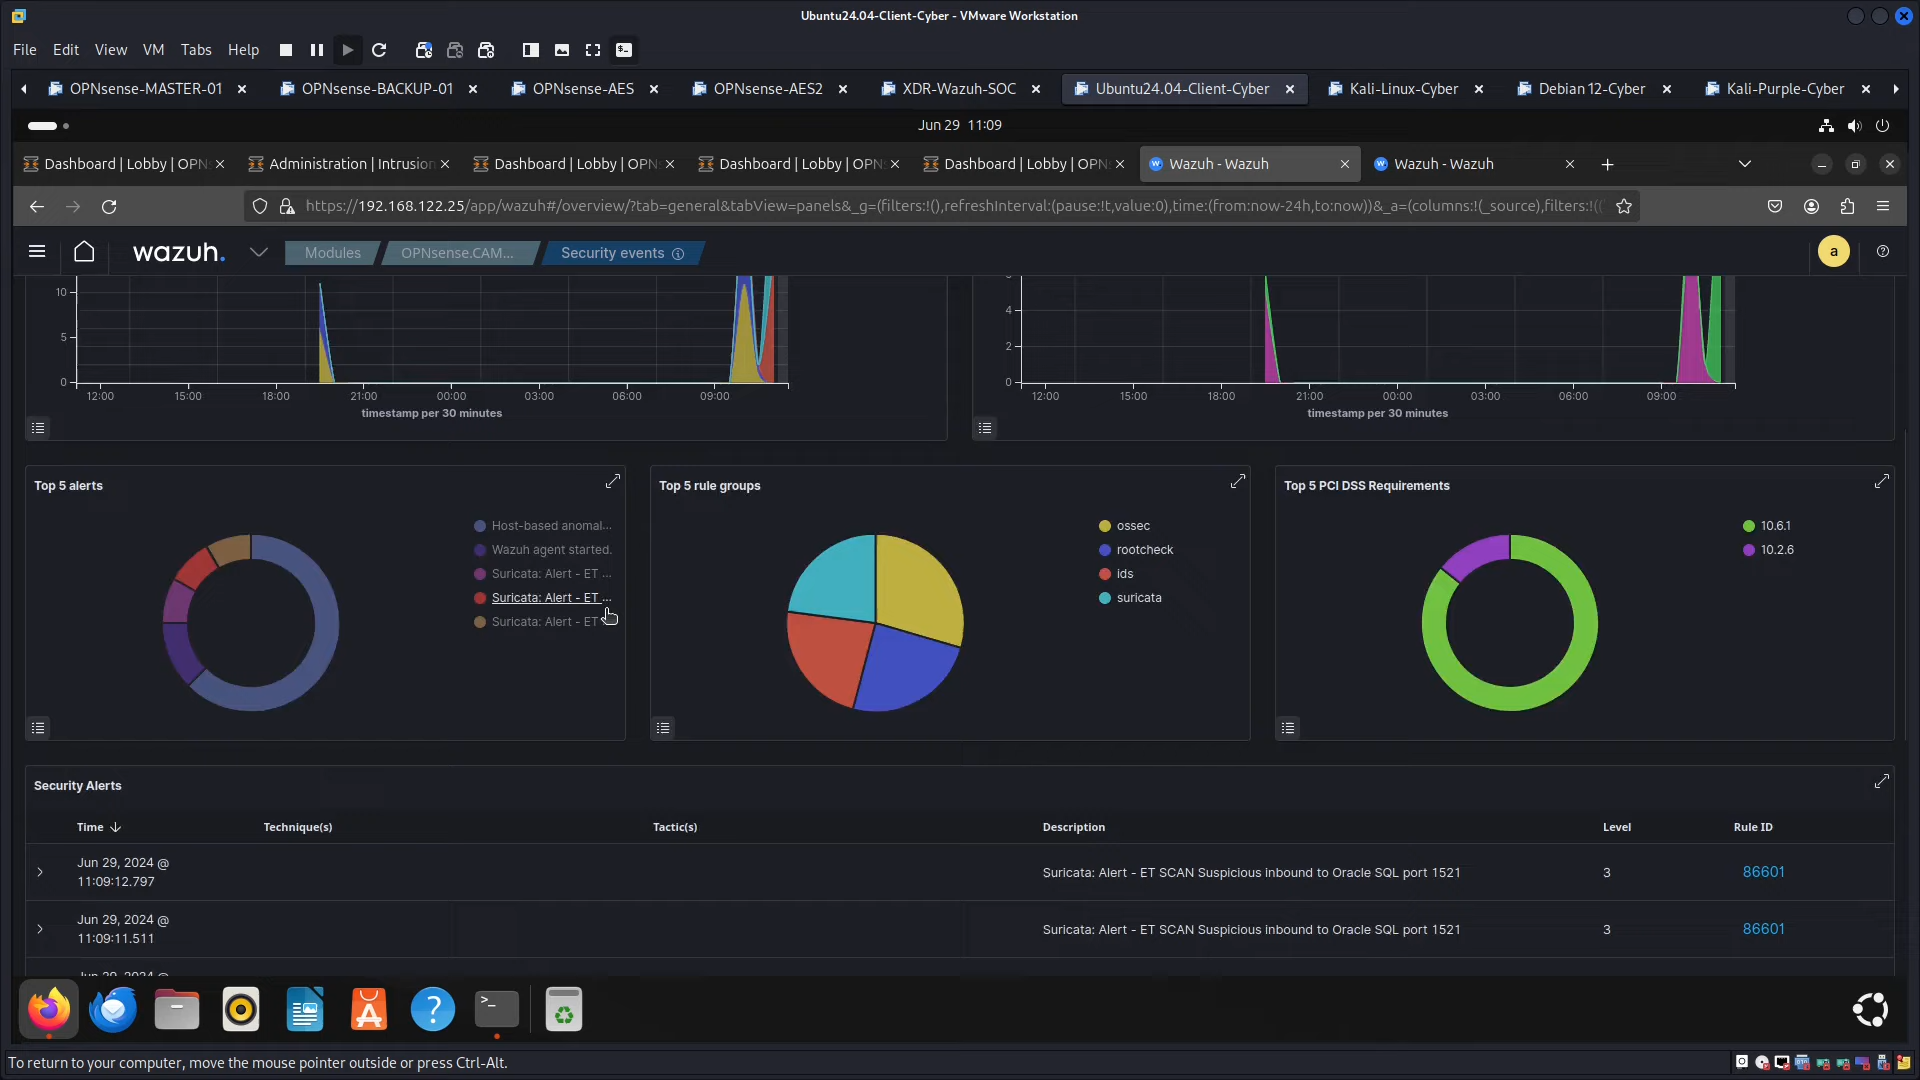 Ubuntu24.04-Client-Cyber - VMware Workstation
File Edit View VM Tabs Help
OPNsense-MASTER-01 OPNsense-BACKUP-01 OPNsense-AES OPNsense-AES2 XDR-Wazuh-SOC Ubuntu24.04-Client-Cyber Kali-Linux-Cyber Debian 12-Cyber Kali-Purple-Cyber
Jun 29 11:09
Dashboard | Lobby | OPN Administration | Intrusion Dashboard | Lobby | OPN Dashboard | Lobby | OPN Dashboard | Lobby | OPN Wazuh - Wazuh Wazuh - Wazuh
https://192.168.122.25/app/wazuh#/overview/?tab=general&tabView=panels&_g=(filters:!(),refreshInterval:(pause:!t,value:0),time:(from:now-24h,to:now))&_a=(columns:!(_source),filters:!((
wazuh. Modules OPNsense.CAM... Security events a
10
5
0
12:00 15:00 18:00 21:00 00:00 03:00 06:00 09:00
timestamp per 30 minutes
4
2
0
12:00 15:00 18:00 21:00 00:00 03:00 06:00 09:00
timestamp per 30 minutes
Top 5 alerts
Host-based anomal...
Wazuh agent started.
Suricata: Alert - ET ...
Suricata: Alert - ET ...
Suricata: Alert - ET
Top 5 rule groups
ossec
rootcheck
ids
suricata
Top 5 PCI DSS Requirements
10.6.1
10.2.6
Security Alerts
Time Technique(s) Tactic(s) Description Level Rule ID
Jun 29, 2024 @
11:09:12.797
Suricata: Alert - ET SCAN Suspicious inbound to Oracle SQL port 1521 3 86601
Jun 29, 2024 @
11:09:11.511
Suricata: Alert - ET SCAN Suspicious inbound to Oracle SQL port 1521 3 86601
To return to your computer, move the mouse pointer outside or press Ctrl-Alt.